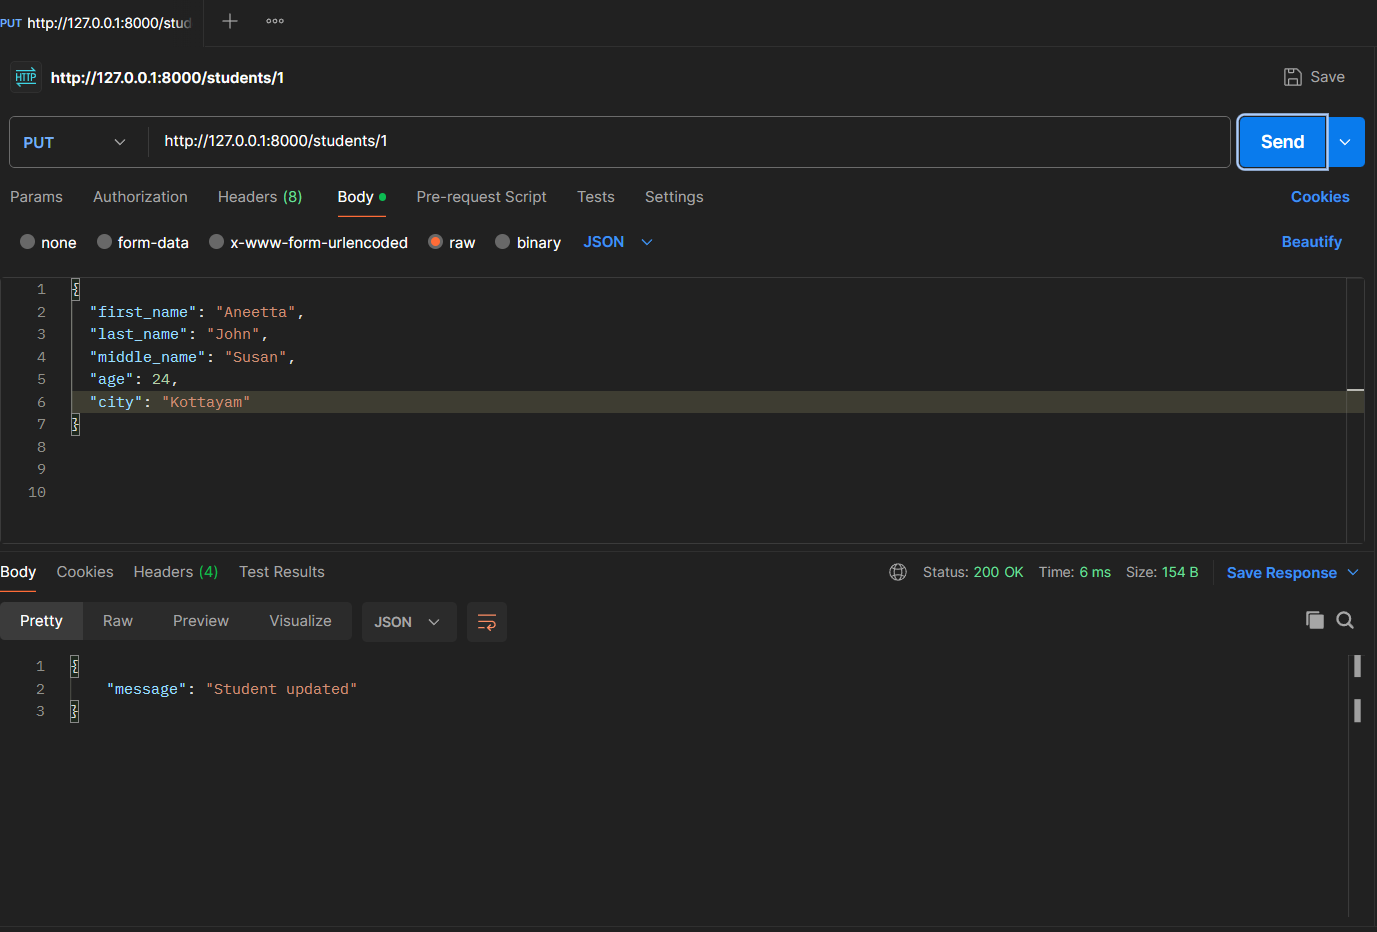 PUT http://127.0.0.1:8000/stud
HTTP http://127.0.0.1:8000/students/1 Save
PUT http://127.0.0.1:8000/students/1 Send
Params Authorization Headers (8) Body Pre-request Script Tests Settings Cookies
none form-data x-www-form-urlencoded raw binary JSON Beautify
1 {
2 "first_name": "Aneetta",
3 "last_name": "John",
4 "middle_name": "Susan",
5 "age": 24,
6 "city": "Kottayam"
7 }
8
9
10
Body Cookies Headers (4) Test Results Status: 200 OK Time: 6 ms Size: 154 B Save Response
Pretty Raw Preview Visualize JSON
1 {
2 "message": "Student updated"
3 }